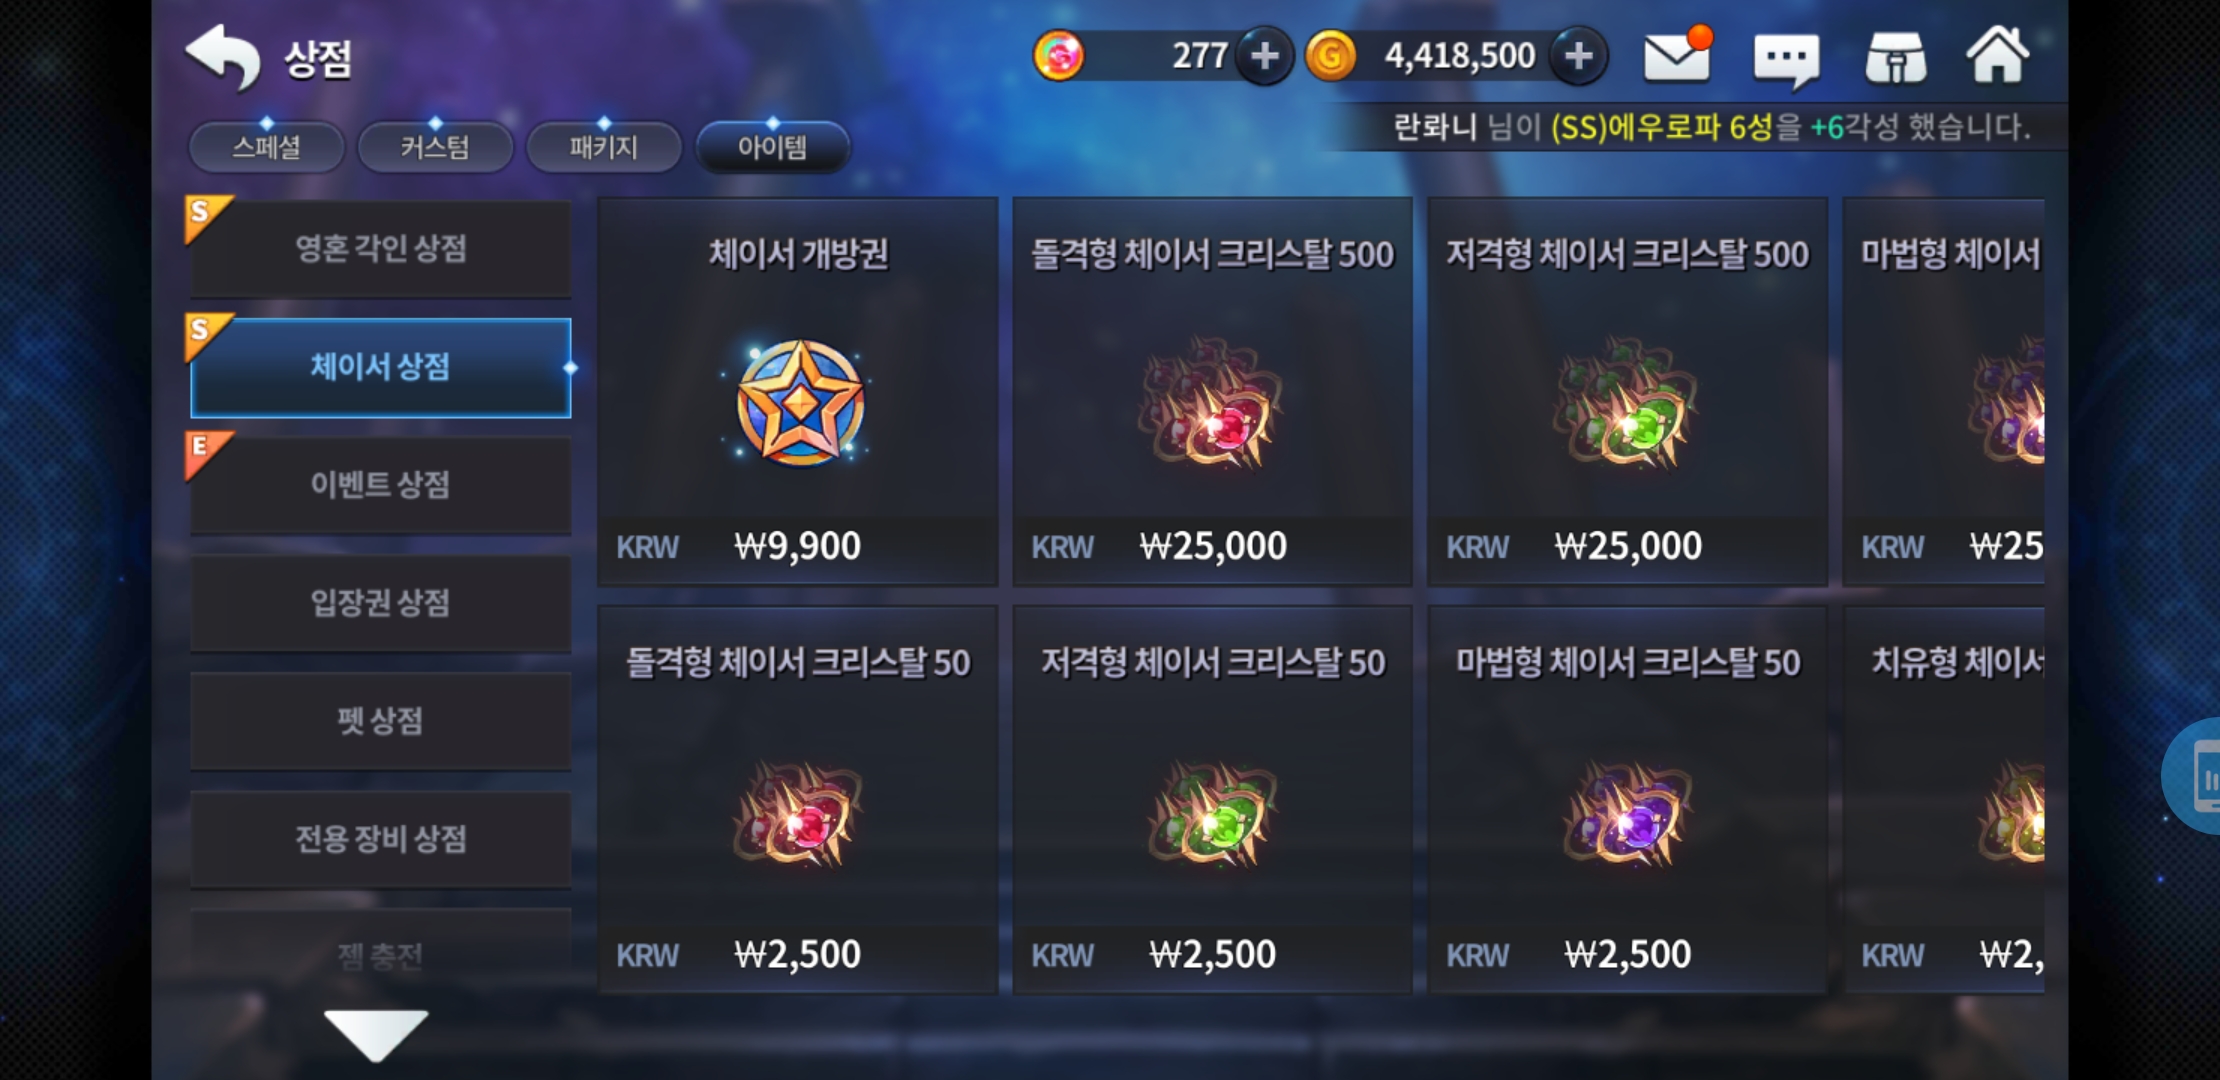 상점
277
4,418,500
란롸니 님이 (SS)에우로파 6성을 +6각성 했습니다.
스페셜
커스텀
패키지
아이템
S
영혼 각인 상점
S
체이서 상점
E
이벤트 상점
입장권 상점
펫 상점
전용 장비 상점
젬 충전
체이서 개방권
KRW ₩9,900
돌격형 체이서 크리스탈 500
KRW ₩25,000
저격형 체이서 크리스탈 500
KRW ₩25,000
마법형 체이서
KRW ₩25
돌격형 체이서 크리스탈 50
KRW ₩2,500
저격형 체이서 크리스탈 50
KRW ₩2,500
마법형 체이서 크리스탈 50
KRW ₩2,500
치유형 체이서
KRW ₩2,